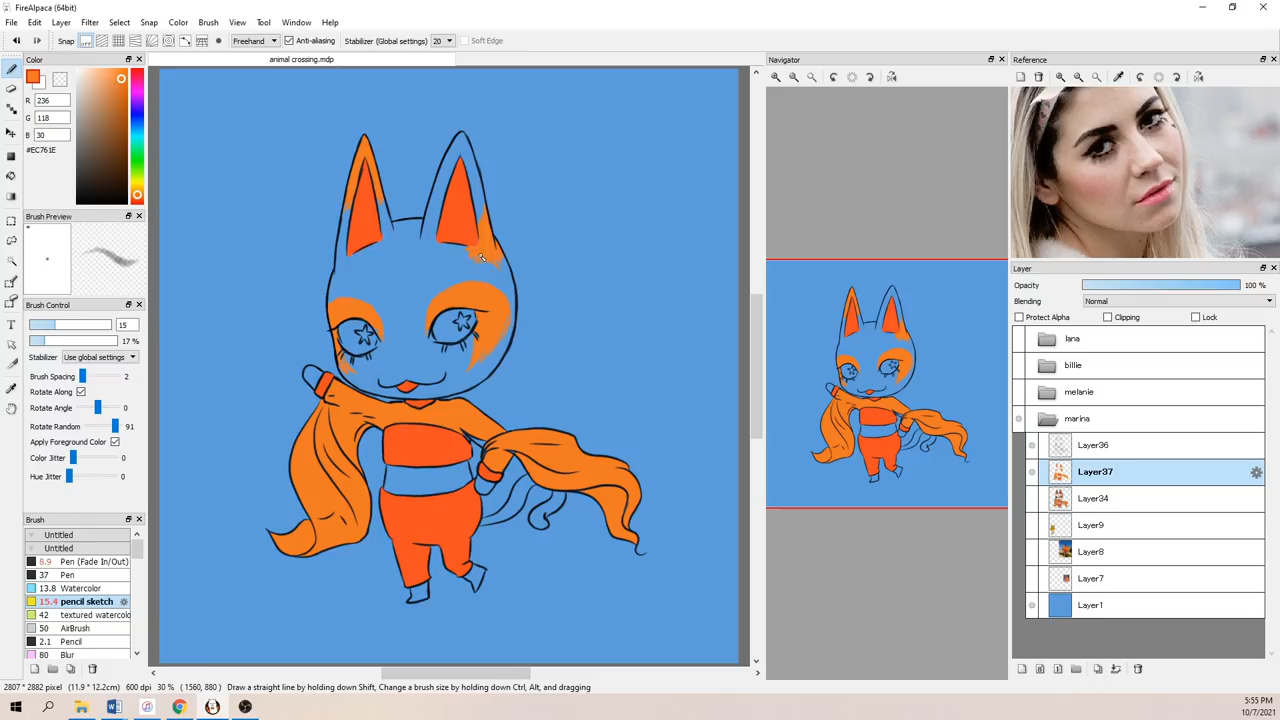 FireAlpaca (64bit)
File Edit Layer Filter Select Snap Color Brush View Tool Window Help
Snap OFF Freehand Anti-aliasing Stabilizer (Global settings) 20 Soft Edge
Color
animal crossing.mdp
Navigator
Reference
R 236
G 118
B 30
#EC761E
Brush Preview
Brush Control
15
17 %
Stabilizer Use global settings
Brush Spacing 2
Rotate Along
Rotate Angle 0
Rotate Random 91
Apply Foreground Color
Color Jitter 0
Hue Jitter 0
Brush
Untitled
Untitled
8.9 Pen (Fade In/Out)
37 Pen
13.8 Watercolor
15.4 pencil sketch
42 textured watercolo
50 AirBrush
2.1 Pencil
80 Blur
Layer
Opacity 100 %
Blending Normal
Protect Alpha Clipping Lock
lana
billie
melanie
marina
Layer36
Layer37
Layer34
Layer9
Layer8
Layer7
Layer1
2807 * 2882 pixel (11.9 * 12.2cm) 600 dpi 30 % ( 1560, 880 ) Draw a straight line by holding down Shift, Change a brush size by holding down Ctrl, Alt, and dragging
5:55 PM
10/7/2021